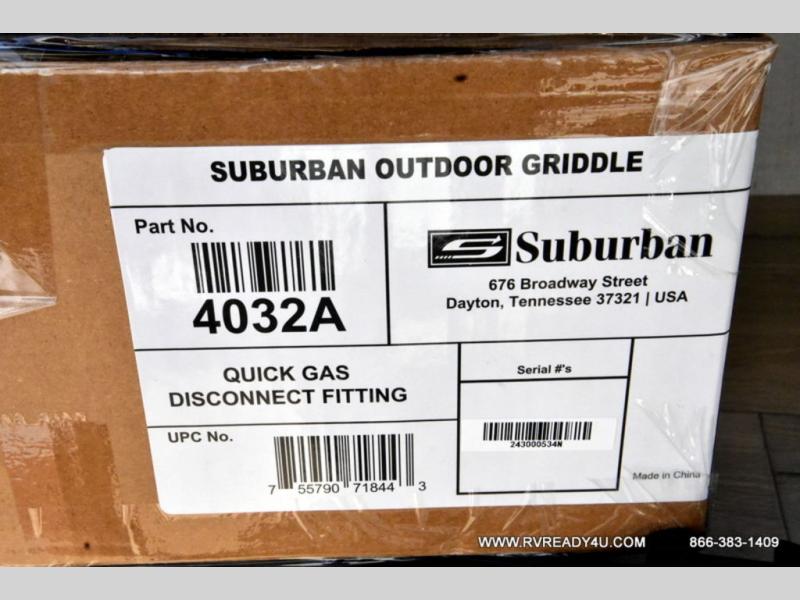 SUBURBAN OUTDOOR GRIDDLE
Part No.
4032A
Suburban
676 Broadway Street
Dayton, Tennessee 37321 | USA
QUICK GAS
DISCONNECT FITTING
Serial #'s
243000534N
UPC No.
7 55790 71844 3
Made in China
WWW.RVREADY4U.COM 866-383-1409